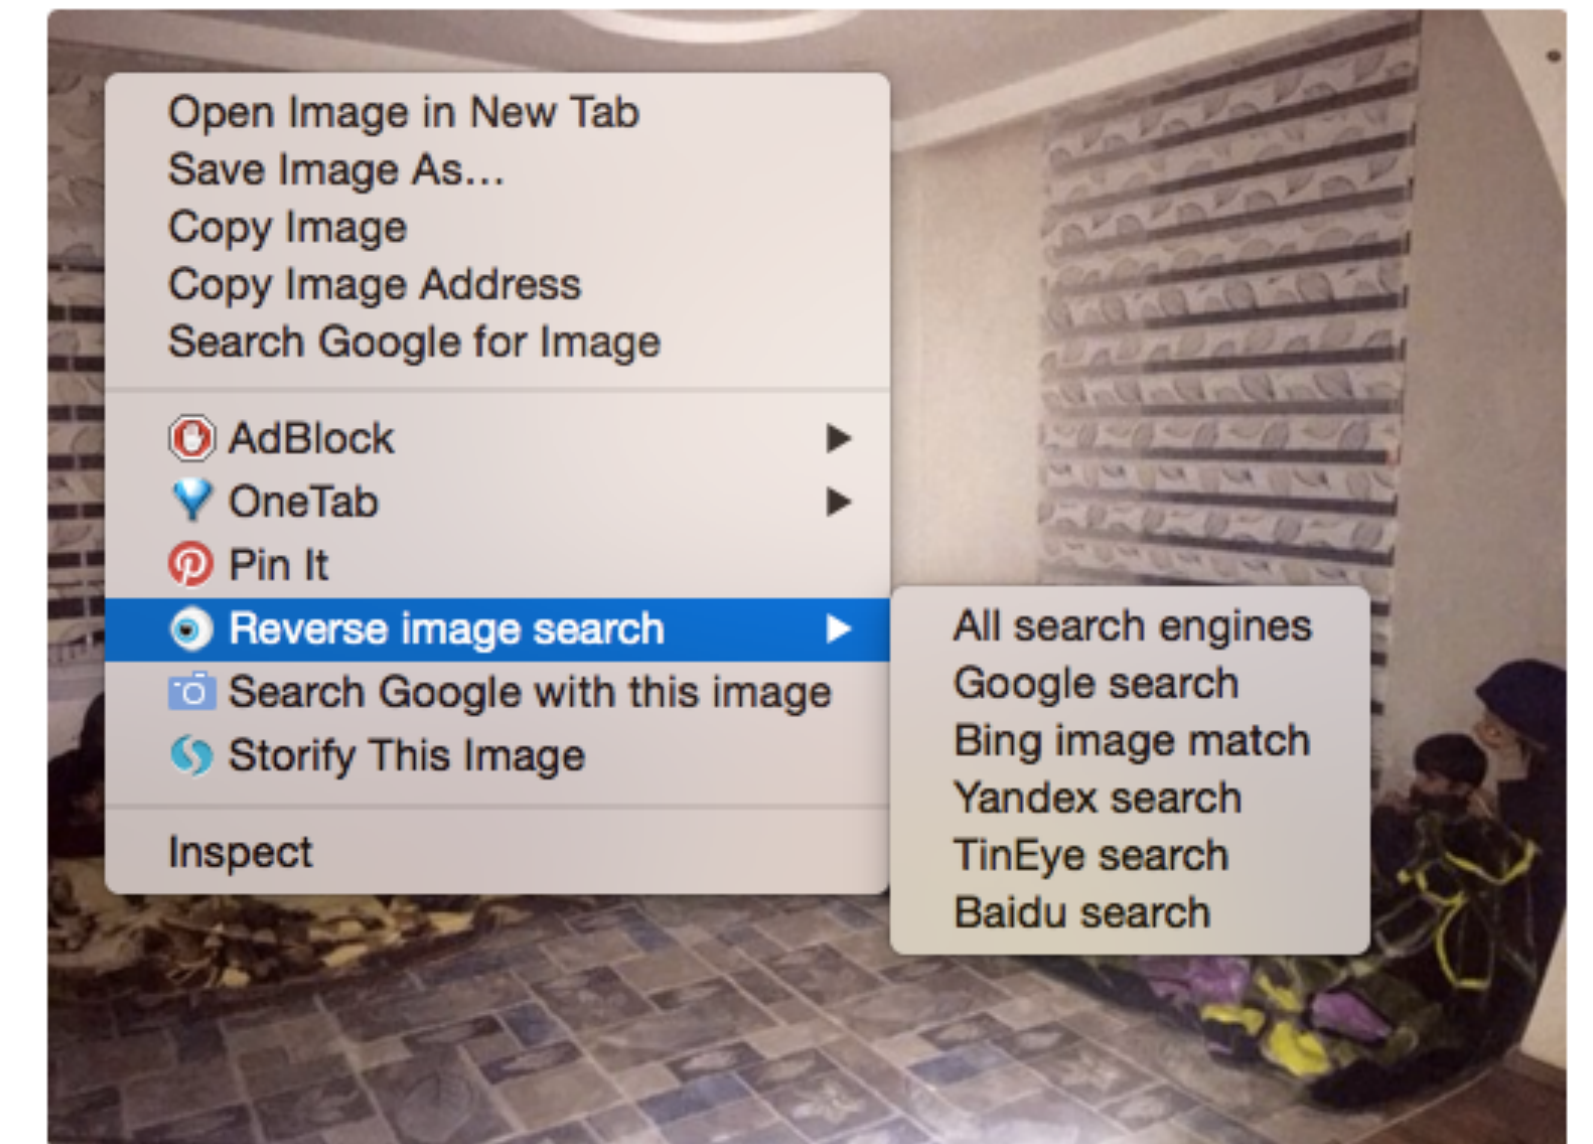 Open Image in New Tab
Save Image As...
Copy Image
Copy Image Address
Search Google for Image
AdBlock
OneTab
Pin It
Reverse image search
Search Google with this image
Storify This Image
Inspect
All search engines
Google search
Bing image match
Yandex search
TinEye search
Baidu search